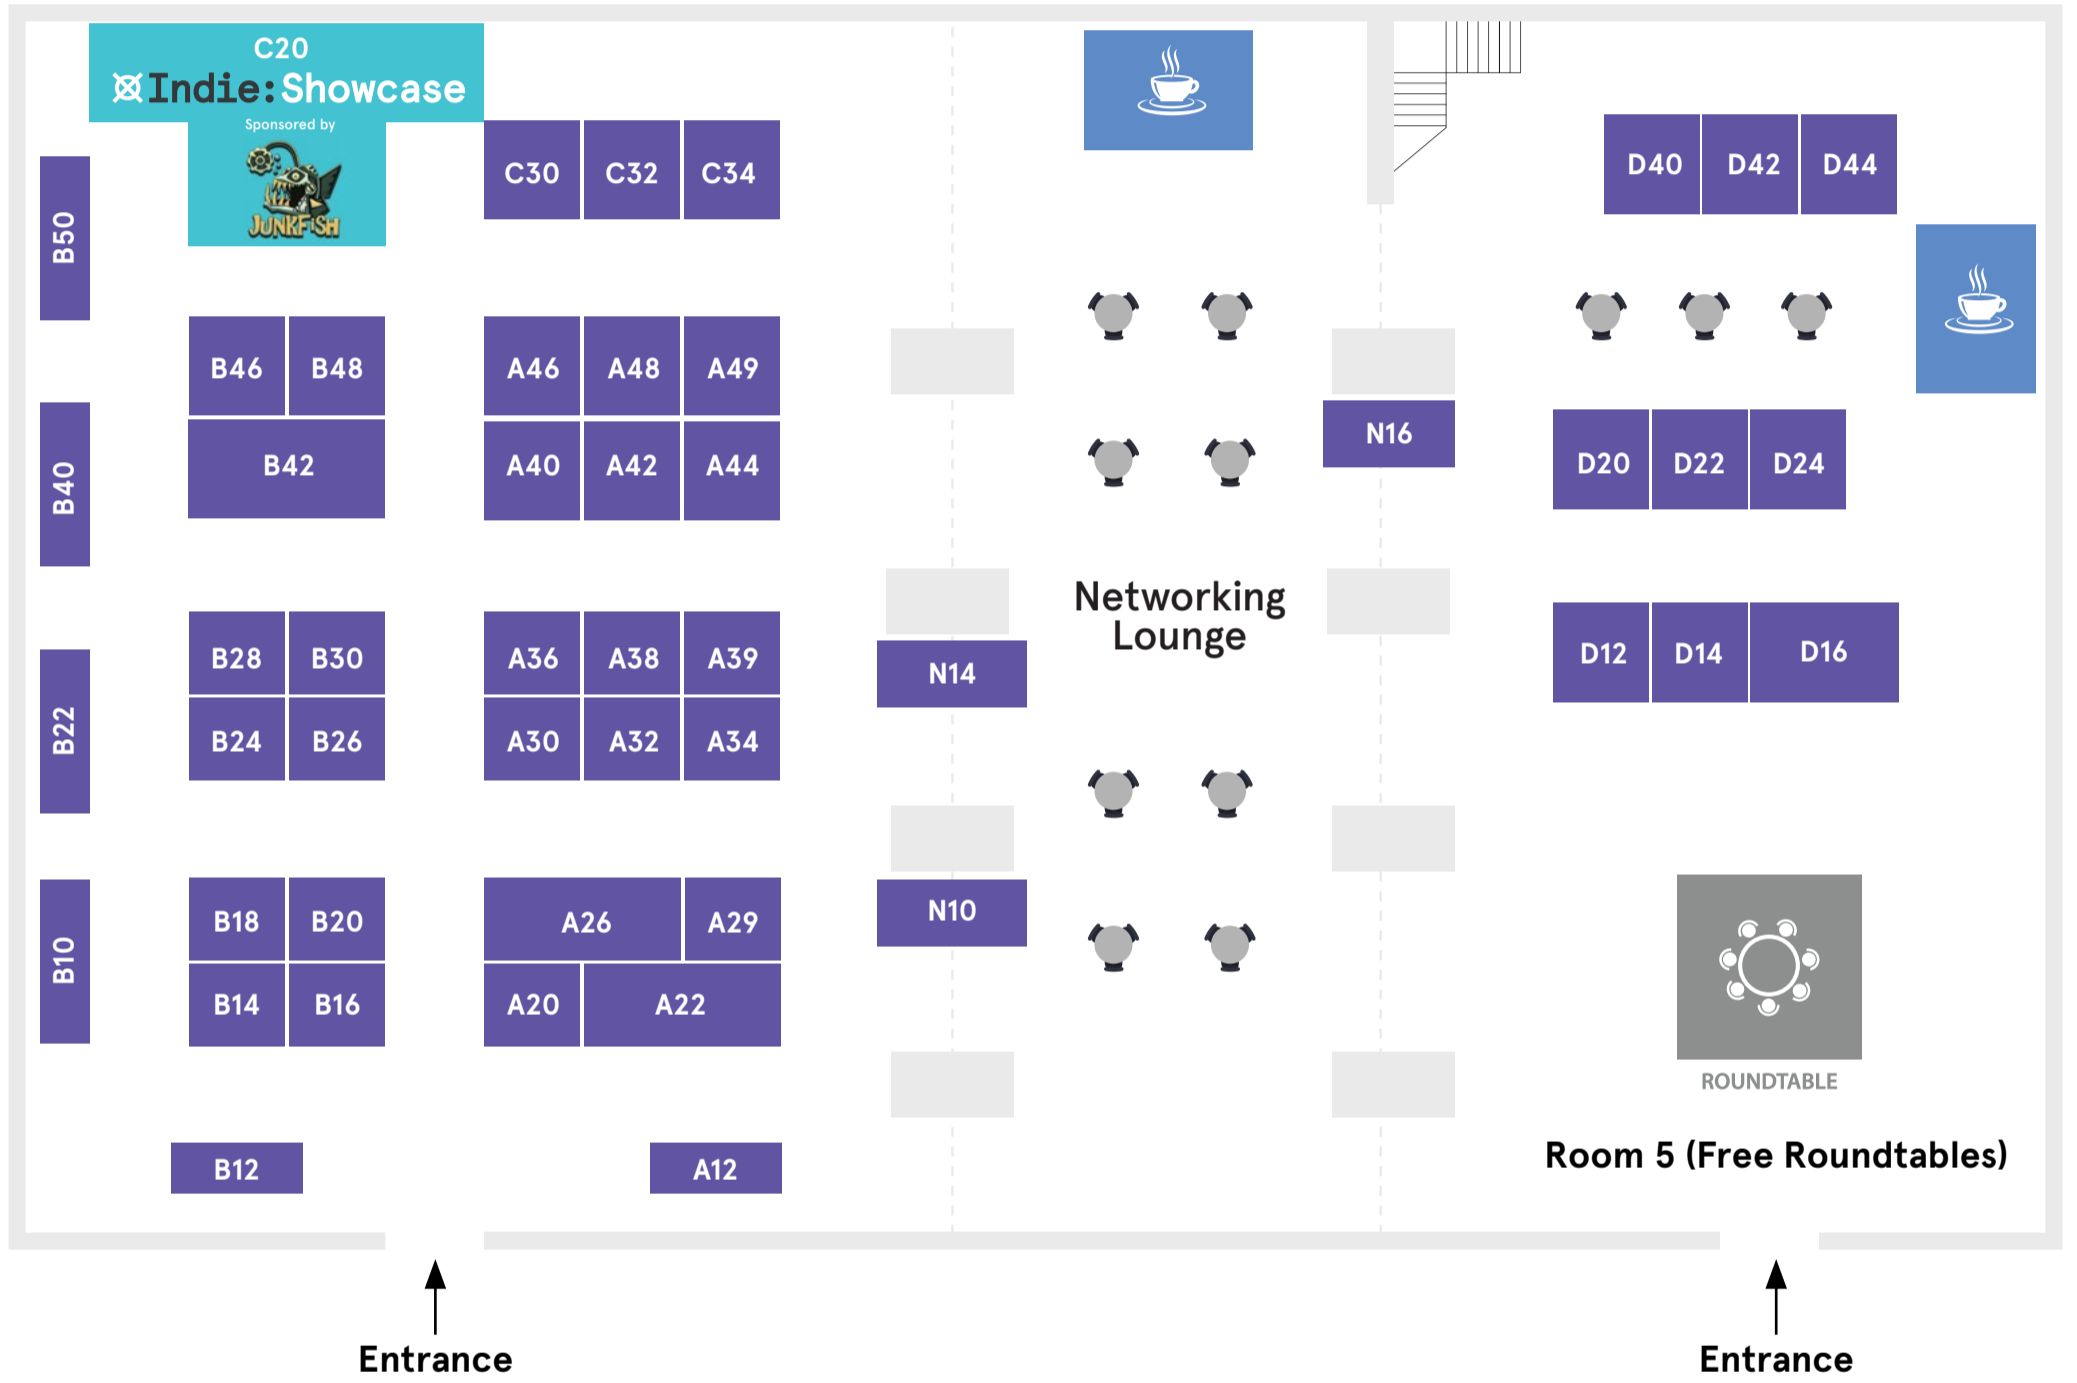 C20
Indie:Showcase
Sponsored by
JUNKFISH
C30 C32 C34
D40 D42 D44
B50
B46 B48
A46 A48 A49
N16
B40
B42
A40 A42 A44
D20 D22 D24
Networking
Lounge
B28 B30
A36 A38 A39
N14
D12 D14 D16
B22
B24 B26
A30 A32 A34
B18 B20
A26 A29
N10
B10
B14 B16
A20 A22
ROUNDTABLE
B12
A12
Room 5 (Free Roundtables)
Entrance
Entrance